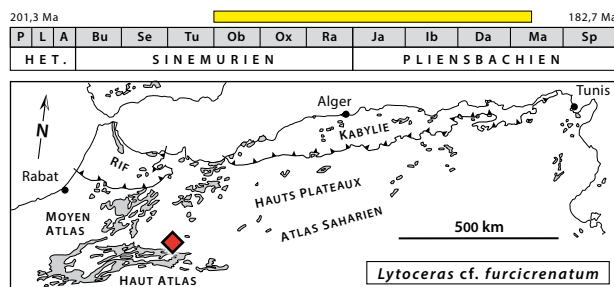 201,3 Ma 182,7 Ma
P L A Bu Se Tu Ob Ox Ra Ja Ib Da Ma Sp
HET. SINEMURIEN PLIENSBACHIEN
Tunis
Alger
N
KABYLIE
RIF
Rabat
HAUTS PLATEAUX
MOYEN
ATLAS
ATLAS SAHARIEN
500 km
HAUT ATLAS
Lytoceras cf. furcicrenatum